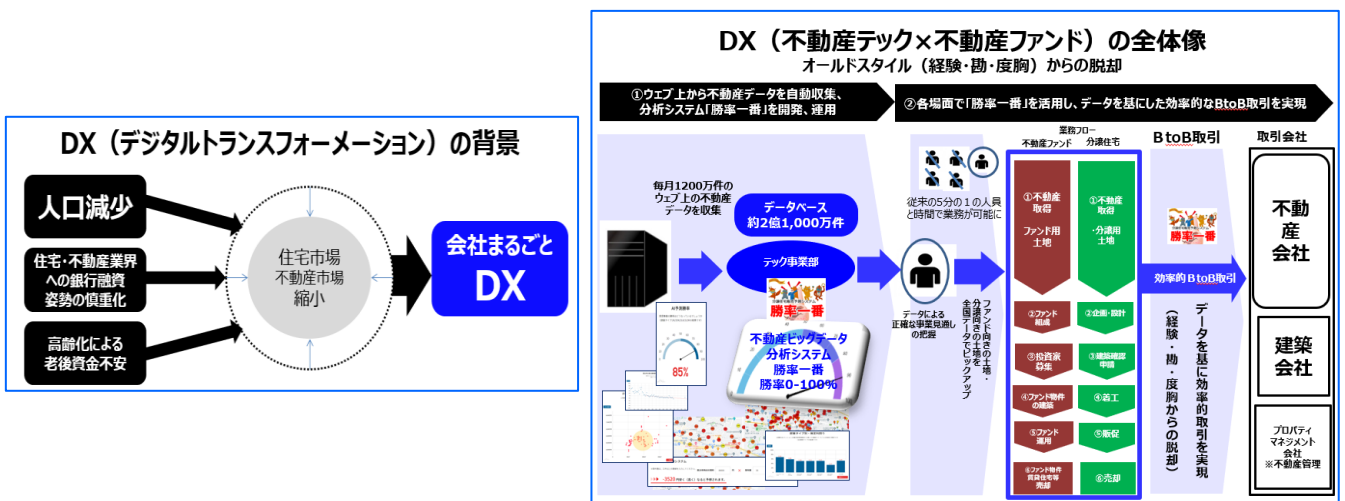 DX（デジタルトランスフォーメーション）の背景
人口減少
住宅・不動産業界
への銀行融資
姿勢の慎重化
高齢化による
老後資金不安
住宅市場
不動産市場
縮小
会社まるごと
DX
DX（不動産テック×不動産ファンド）の全体像
オールドスタイル（経験・勘・度胸）からの脱却
①ウェブ上から不動産データを自動収集、
分析システム「勝率一番」を開発、運用
②各場面で「勝率一番」を活用し、データを基にした効率的なBtoB取引を実現
毎月1200万件の
ウェブ上の不動産
データを収集
データベース
約2億1,000万件
テック事業部
勝率一番
不動産ビックデータ
分析システム
勝率一番
勝率0-100%
85%
従来の5分の１の人員
と時間で業務が可能に
データによる
正確な事業見通し
の把握
ファンド向きの土地・
分譲向きの土地を
全国データでピックアップ
業務フロー
不動産ファンド
分譲住宅
①不動産
取得
ファンド用
土地
②ファンド
組成
③投資家
募集
④ファンド物件
の建築
⑤ファンド
運用
⑥ファンド物件
賃貸住宅等
売却
①不動産
取得
・分譲用
土地
②企画・設計
③建築確認
申請
④着工
⑤販促
⑥売却
BtoB取引
勝率一番
効率的BtoB取引
データを基に効率的取引を実現
（経験・勘・度胸からの脱却）
取引会社
不動
産
会社
建築
会社
プロパティ
マネジメント
会社
※不動産管理